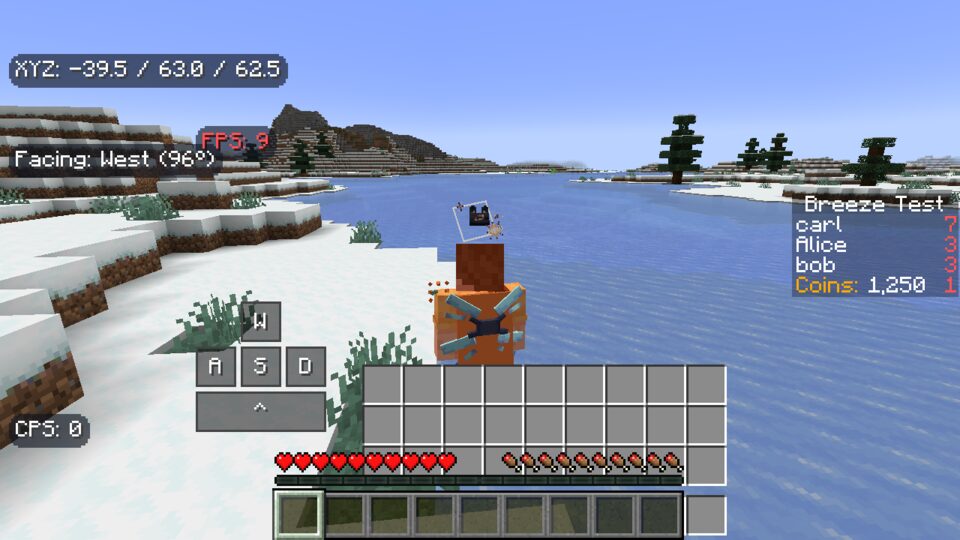 XYZ: -39.5 / 63.0 / 62.5
FPS: 9
Facing: West (96°)
Breeze Test
carl 7
Alice 3
bob 3
Coins: 1,250 1
W
A S D
^
CPS: 0